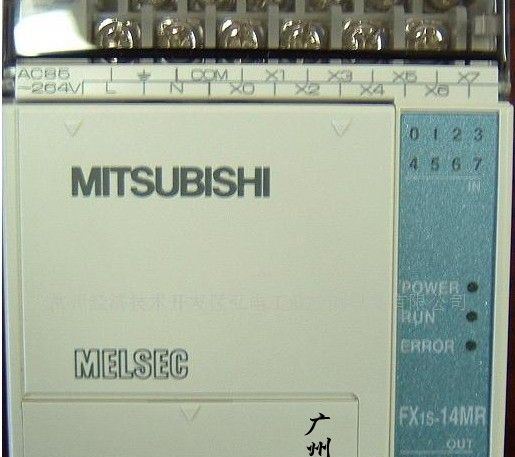 AC85 ⏚ COM X1 X3 X5 X7
~264V L N X0 X2 X4 X6
0 1 2 3
4 5 6 7
IN
MITSUBISHI
POWER
RUN
ERROR
MELSEC
FX1S-14MR
OUT
广
州